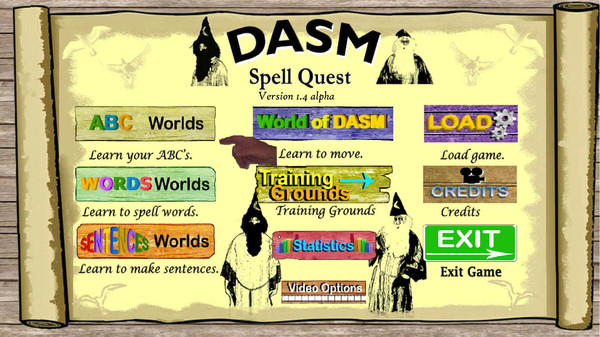 DASM
Spell Quest
Version 1.4 alpha
ABC Worlds
Learn your ABC's.
WORDS Worlds
Learn to spell words.
SENTENCES Worlds
Learn to make sentences.
World of DASM
Learn to move.
Training
Grounds
Training Grounds
Statistics
Video Options
LOAD
Load game.
CREDITS
Credits
EXIT
Exit Game